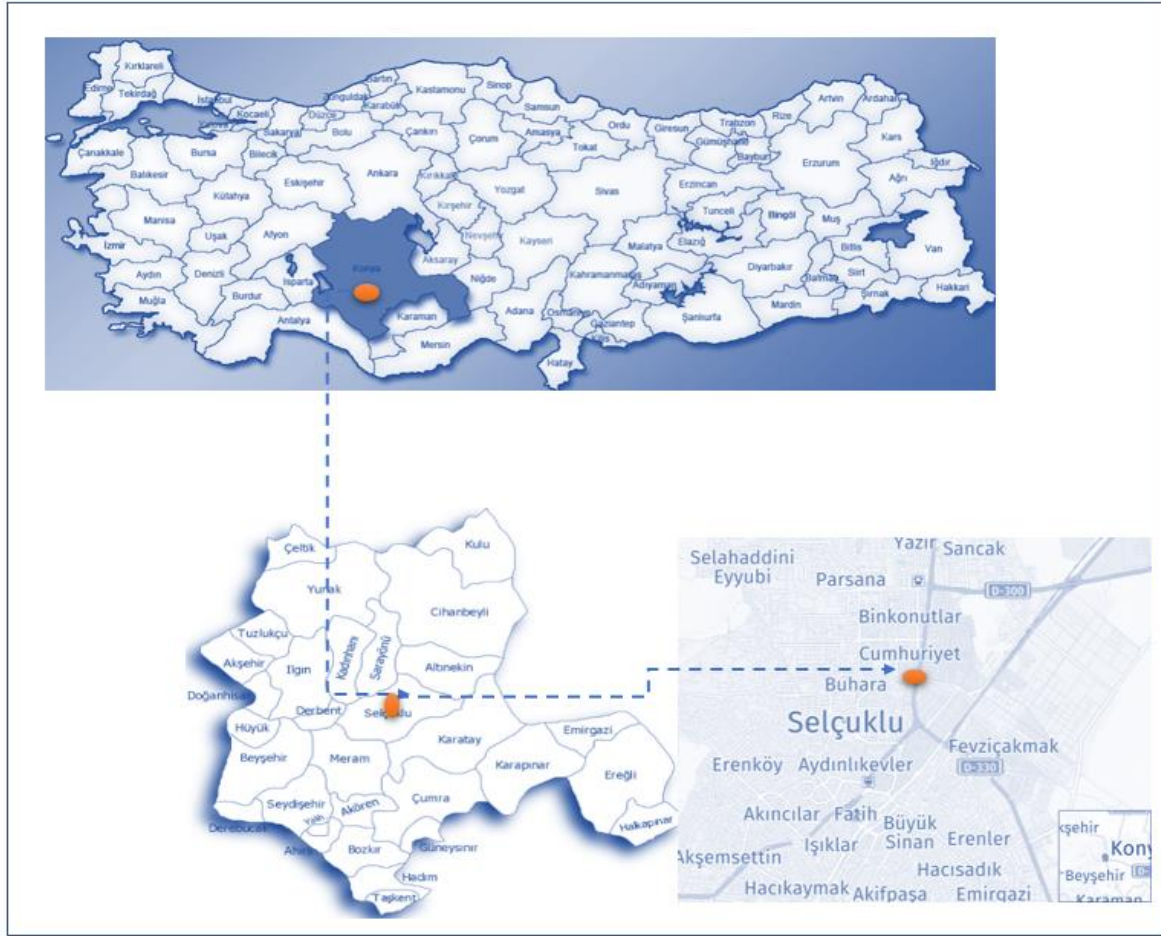 Kırklareli
Edirne
Tekirdağ
İstanbul
Kocaeli
Yalova
Sakarya
Düzce
Zonguldak
Bartın
Karabük
Kastamonu
Sinop
Samsun
Ordu
Giresun
Trabzon
Rize
Artvin
Ardahan
Çanakkale
Balıkesir
Bursa
Bilecik
Bolu
Çankırı
Çorum
Amasya
Tokat
Gümüşhane
Bayburt
Erzurum
Kars
Iğdır
Kütahya
Eskişehir
Ankara
Kırıkkale
Yozgat
Sivas
Erzincan
Tunceli
Bingöl
Muş
Ağrı
Manisa
Uşak
Afyon
Kırşehir
Nevşehir
Kayseri
Malatya
Elazığ
Bitlis
Van
İzmir
Aydın
Denizli
Isparta
Konya
Aksaray
Niğde
Kahramanmaraş
Adıyaman
Diyarbakır
Batman
Siirt
Şırnak
Hakkari
Muğla
Burdur
Antalya
Karaman
Mersin
Adana
Osmaniye
Gaziantep
Kilis
Şanlıurfa
Mardin
Hatay
Çeltik
Kulu
Yunak
Cihanbeyli
Tuzlukçu
Akşehir
Ilgın
Kadınhanı
Sarayönü
Altınekin
Doğanhisar
Derbent
Selçuklu
Hüyük
Beyşehir
Meram
Karatay
Emirgazi
Karapınar
Ereğli
Seydişehir
Yalıh
Akören
Çumra
Halkapınar
Derebucak
Ahırlı
Bozkır
Güneysınır
Hadım
Taşkent
Yazır
Sancak
Selahaddini
Eyyubi
Parsana
D-300
Binkonutlar
Cumhuriyet
Buhara
Selçuklu
Fevziçakmak
Erenköy
Aydınlıkevler
D-330
Akıncılar
Fatih
Büyük
Sinan
Işıklar
Erenler
Akşemsettin
Hacısadık
Hacıkaymak
Akifpaşa
Emirgazi
kşehir
Kony
Beyşehir
D-3
Karaman